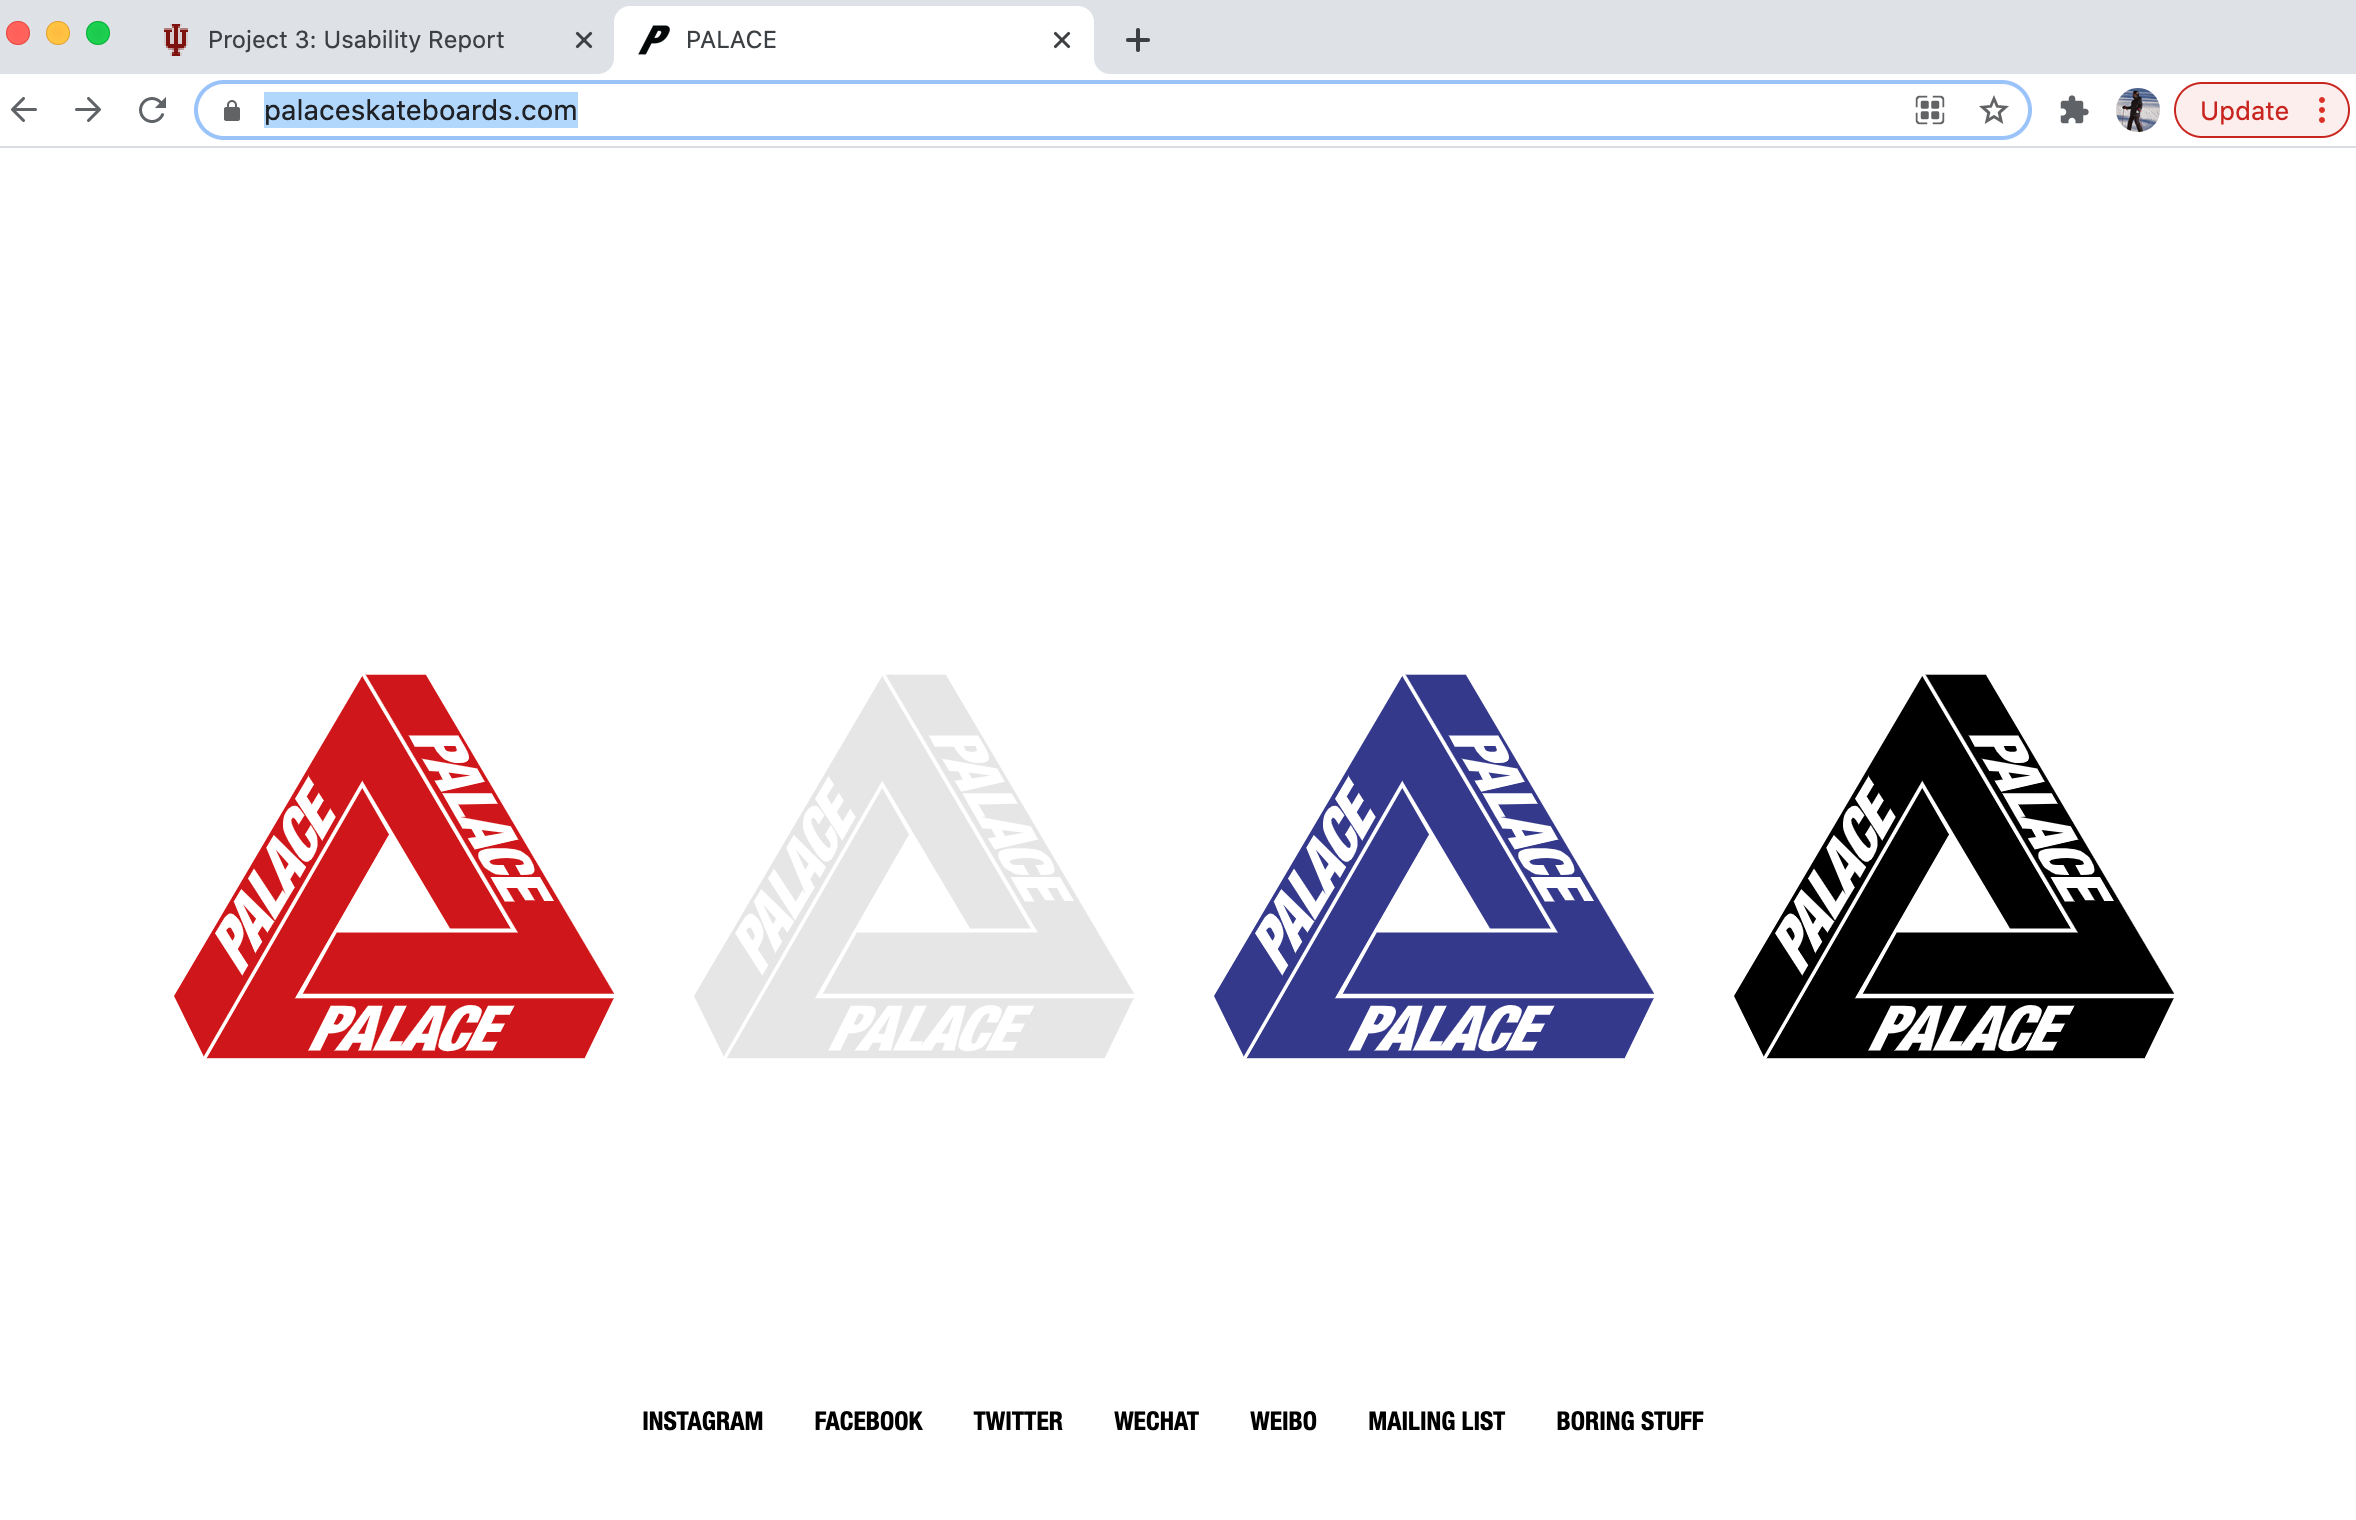 Project 3: Usability Report
PALACE
palaceskateboards.com
Update
PALACE
PALACE
PALACE
PALACE
PALACE
PALACE
PALACE
PALACE
PALACE
PALACE
PALACE
PALACE
INSTAGRAM FACEBOOK TWITTER WECHAT WEIBO MAILING LIST BORING STUFF